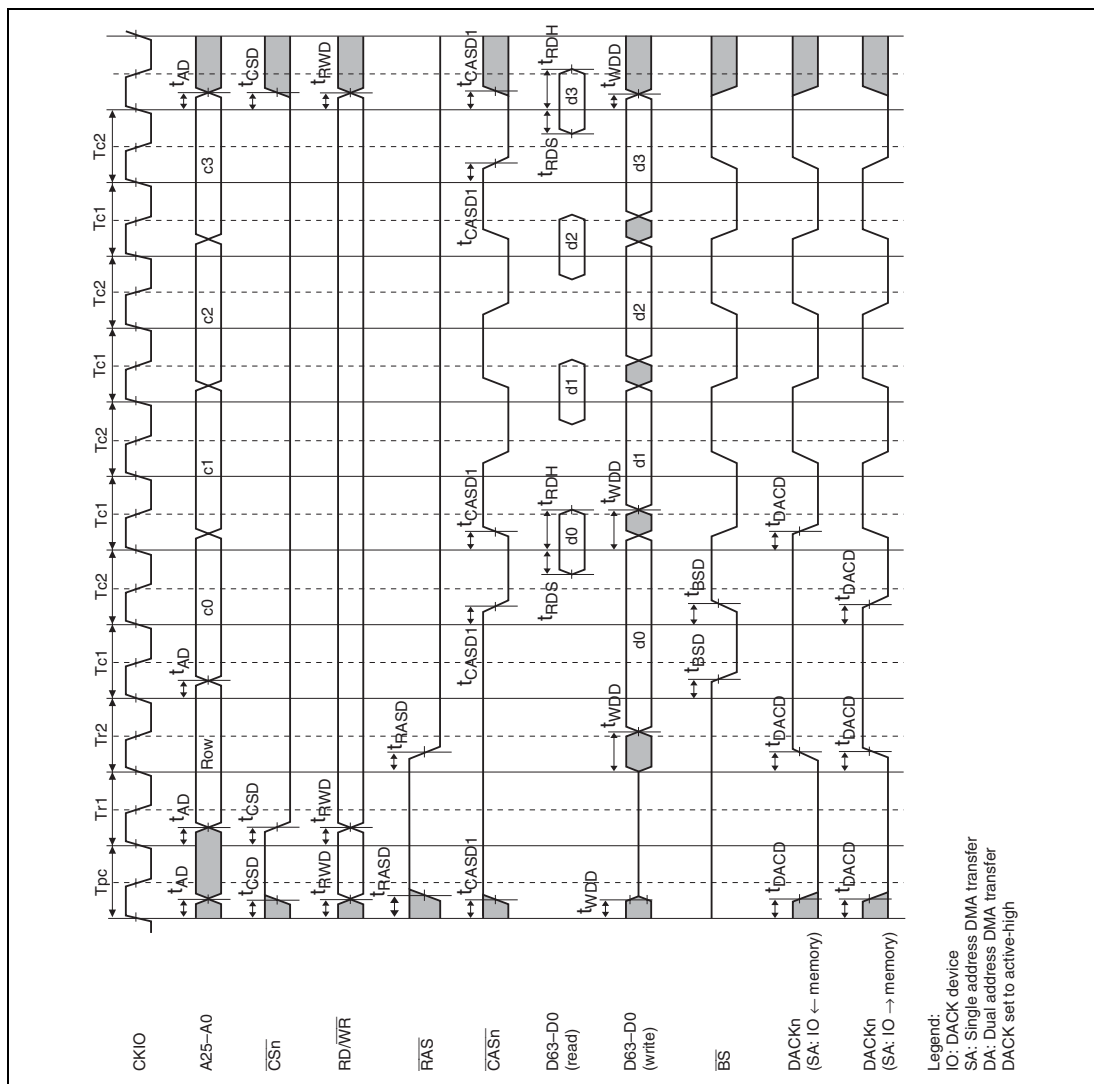 Tpc Tr1 Tr2 Tc1 Tc2 Tc1 Tc2 Tc1 Tc2 Tc1 Tc2
CKIO
tAD tAD tAD tAD
A25–A0 Row c0 c1 c2 c3
tCSD tCSD tCSD
CSn
tRWD tRWD tRWD
RD/WR
tRASD tRASD
RAS
tCASD1 tCASD1 tCASD1 tCASD1 tCASD1
CASn
tRDS tRDH tRDS tRDH
D63–D0 d0 d1 d2 d3
(read)
tWDD tWDD tWDD tWDD
D63–D0 d0 d1 d2 d3
(write)
tBSD tBSD
BS
tDACD tDACD tDACD
DACKn
(SA: IO ← memory)
tDACD tDACD tDACD
DACKn
(SA: IO → memory)
Legend:
IO: DACK device
SA: Single address DMA transfer
DA: Dual address DMA transfer
DACK set to active-high